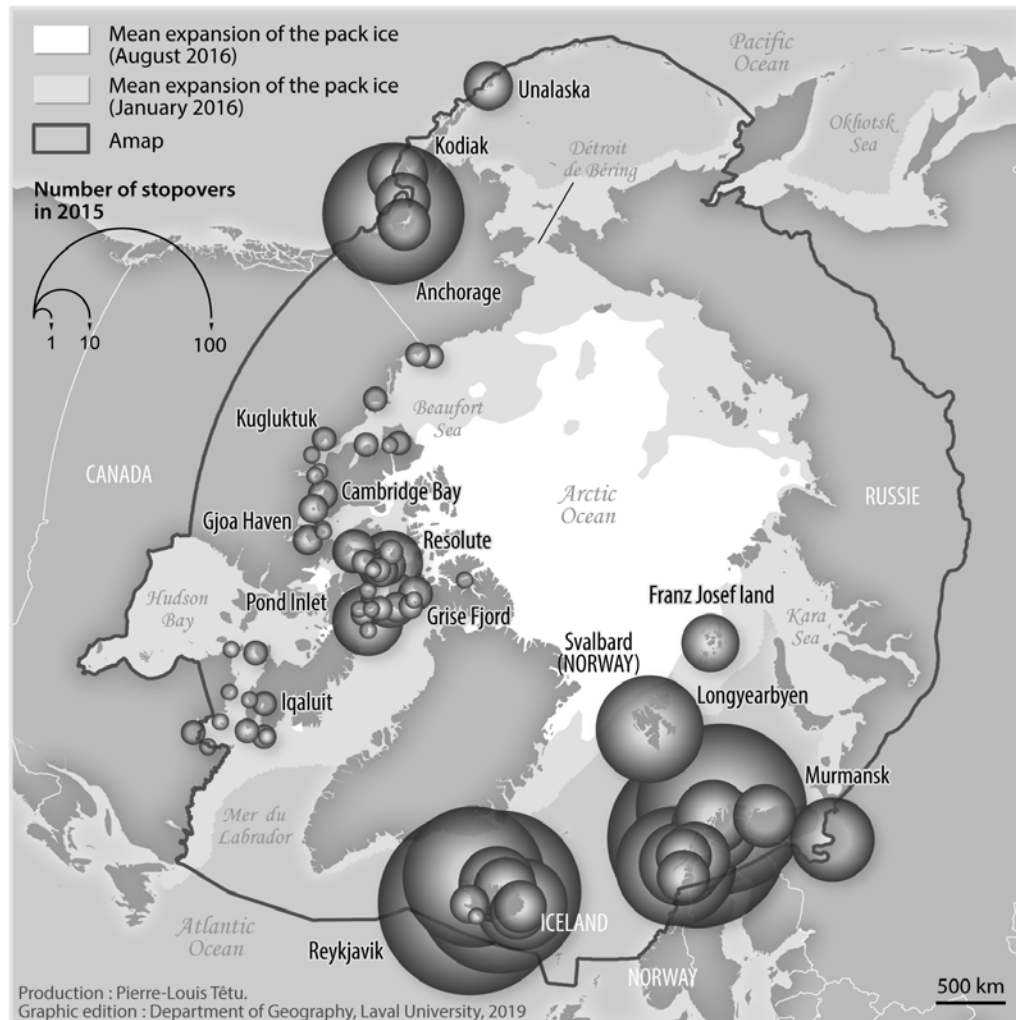 Mean expansion of the pack ice
(August 2016)
Mean expansion of the pack ice
(January 2016)
Amap
Number of stopovers
in 2015
1 10 100
Pacific
Ocean
Unalaska
Okhotsk
Sea
Kodiak
Détroit
de Béring
Anchorage
Beaufort
Sea
Kugluktuk
CANADA
Cambridge Bay
Arctic
Ocean
RUSSIE
Gjoa Haven
Resolute
Hudson
Bay
Pond Inlet
Grise Fjord
Franz Josef land
Kara
Sea
Svalbard
(NORWAY)
Longyearbyen
Iqaluit
Murmansk
Mer du
Labrador
Atlantic
Ocean
Reykjavik
ICELAND
NORWAY
500 km
Production : Pierre-Louis Têtu.
Graphic edition : Department of Geography, Laval University, 2019